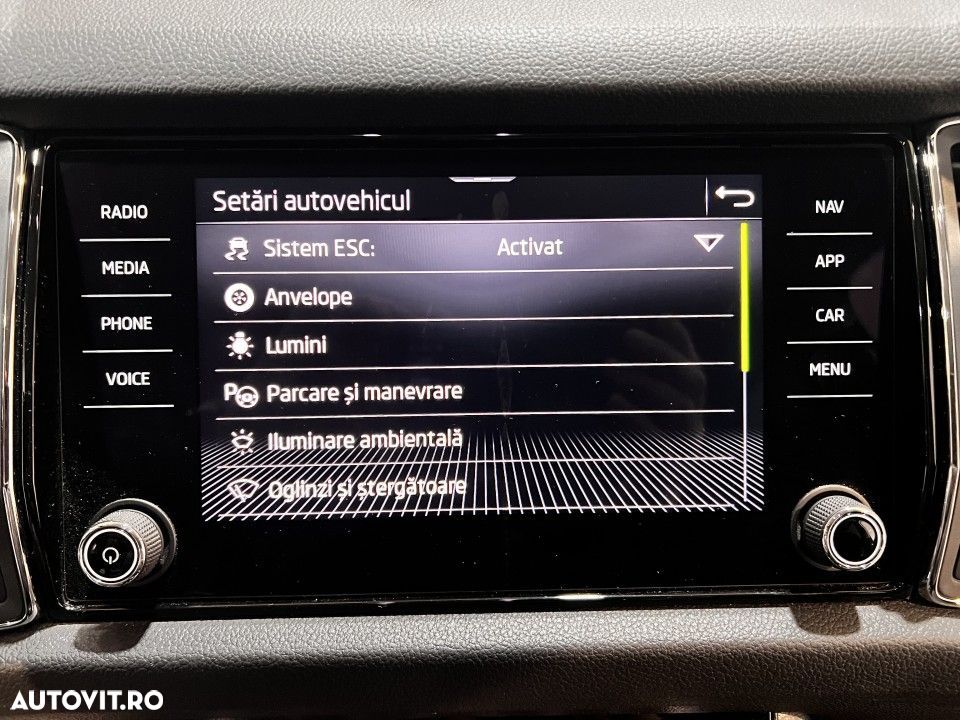 RADIO
MEDIA
PHONE
VOICE
Setări autovehicul
Sistem ESC: Activat
Anvelope
Lumini
P Parcare și manevrare
Iluminare ambientală
Oglinzi și ștergătoare
NAV
APP
CAR
MENU
AUTOVIT.RO